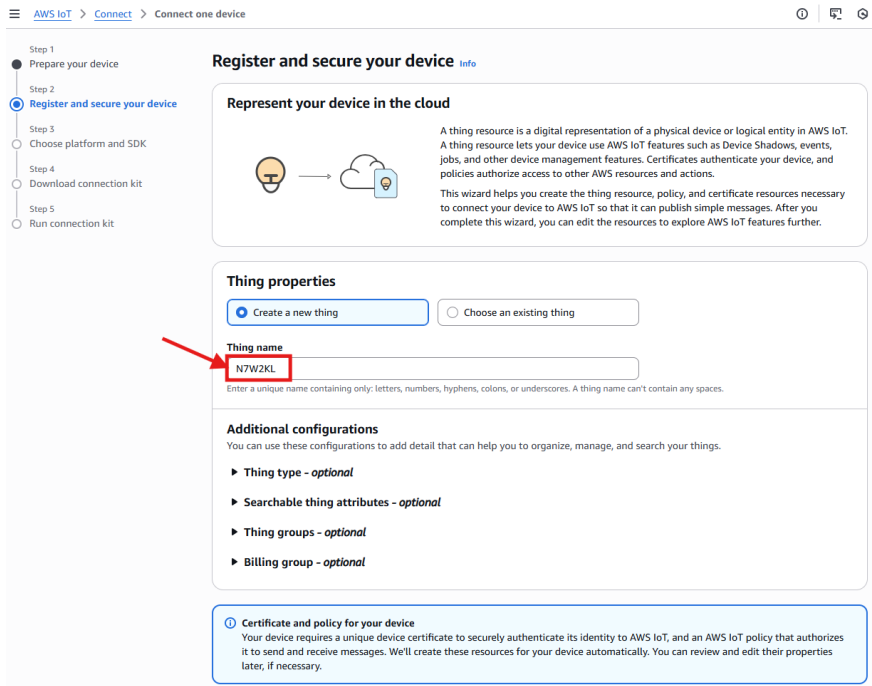 AWS IoT > Connect > Connect one device
Step 1
Prepare your device
Step 2
Register and secure your device
Step 3
Choose platform and SDK
Step 4
Download connection kit
Step 5
Run connection kit
Register and secure your device Info
Represent your device in the cloud
A thing resource is a digital representation of a physical device or logical entity in AWS IoT.
A thing resource lets your device use AWS IoT features such as Device Shadows, events,
jobs, and other device management features. Certificates authenticate your device, and
policies authorize access to other AWS resources and actions.
This wizard helps you create the thing resource, policy, and certificate resources necessary
to connect your device to AWS IoT so that it can publish simple messages. After you
complete this wizard, you can edit the resources to explore AWS IoT features further.
Thing properties
Create a new thing
Choose an existing thing
Thing name
N7W2KL
Enter a unique name containing only: letters, numbers, hyphens, colons, or underscores. A thing name can't contain any spaces.
Additional configurations
You can use these configurations to add detail that can help you to organize, manage, and search your things.
Thing type - optional
Searchable thing attributes - optional
Thing groups - optional
Billing group - optional
Certificate and policy for your device
Your device requires a unique device certificate to securely authenticate its identity to AWS IoT, and an AWS IoT policy that authorizes
it to send and receive messages. We'll create these resources for your device automatically. You can review and edit their properties
later, if necessary.